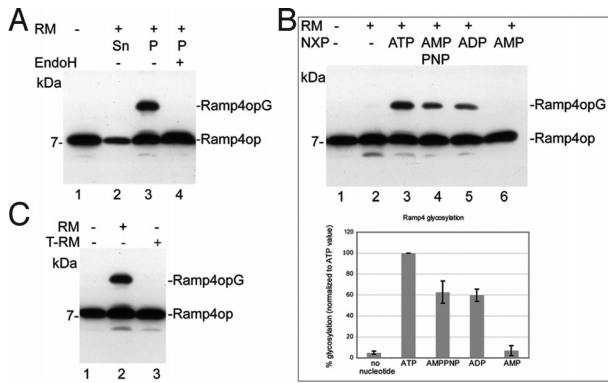 A
RM - + + +
Sn P P
EndoH - - +
kDa
-Ramp4opG
7- -Ramp4op
1 2 3 4
B
RM - + + + + +
NXP - - ATP AMP ADP AMP
PNP
kDa
-Ramp4opG
7- -Ramp4op
1 2 3 4 5 6
C
RM - + -
T-RM - - +
kDa
-Ramp4opG
7- -Ramp4op
1 2 3
Ramp4 glycosylation
% glycosylation (normalized to ATP value)
120
100
80
60
40
20
0
no nucleotide
ATP
AMPPNP
ADP
AMP